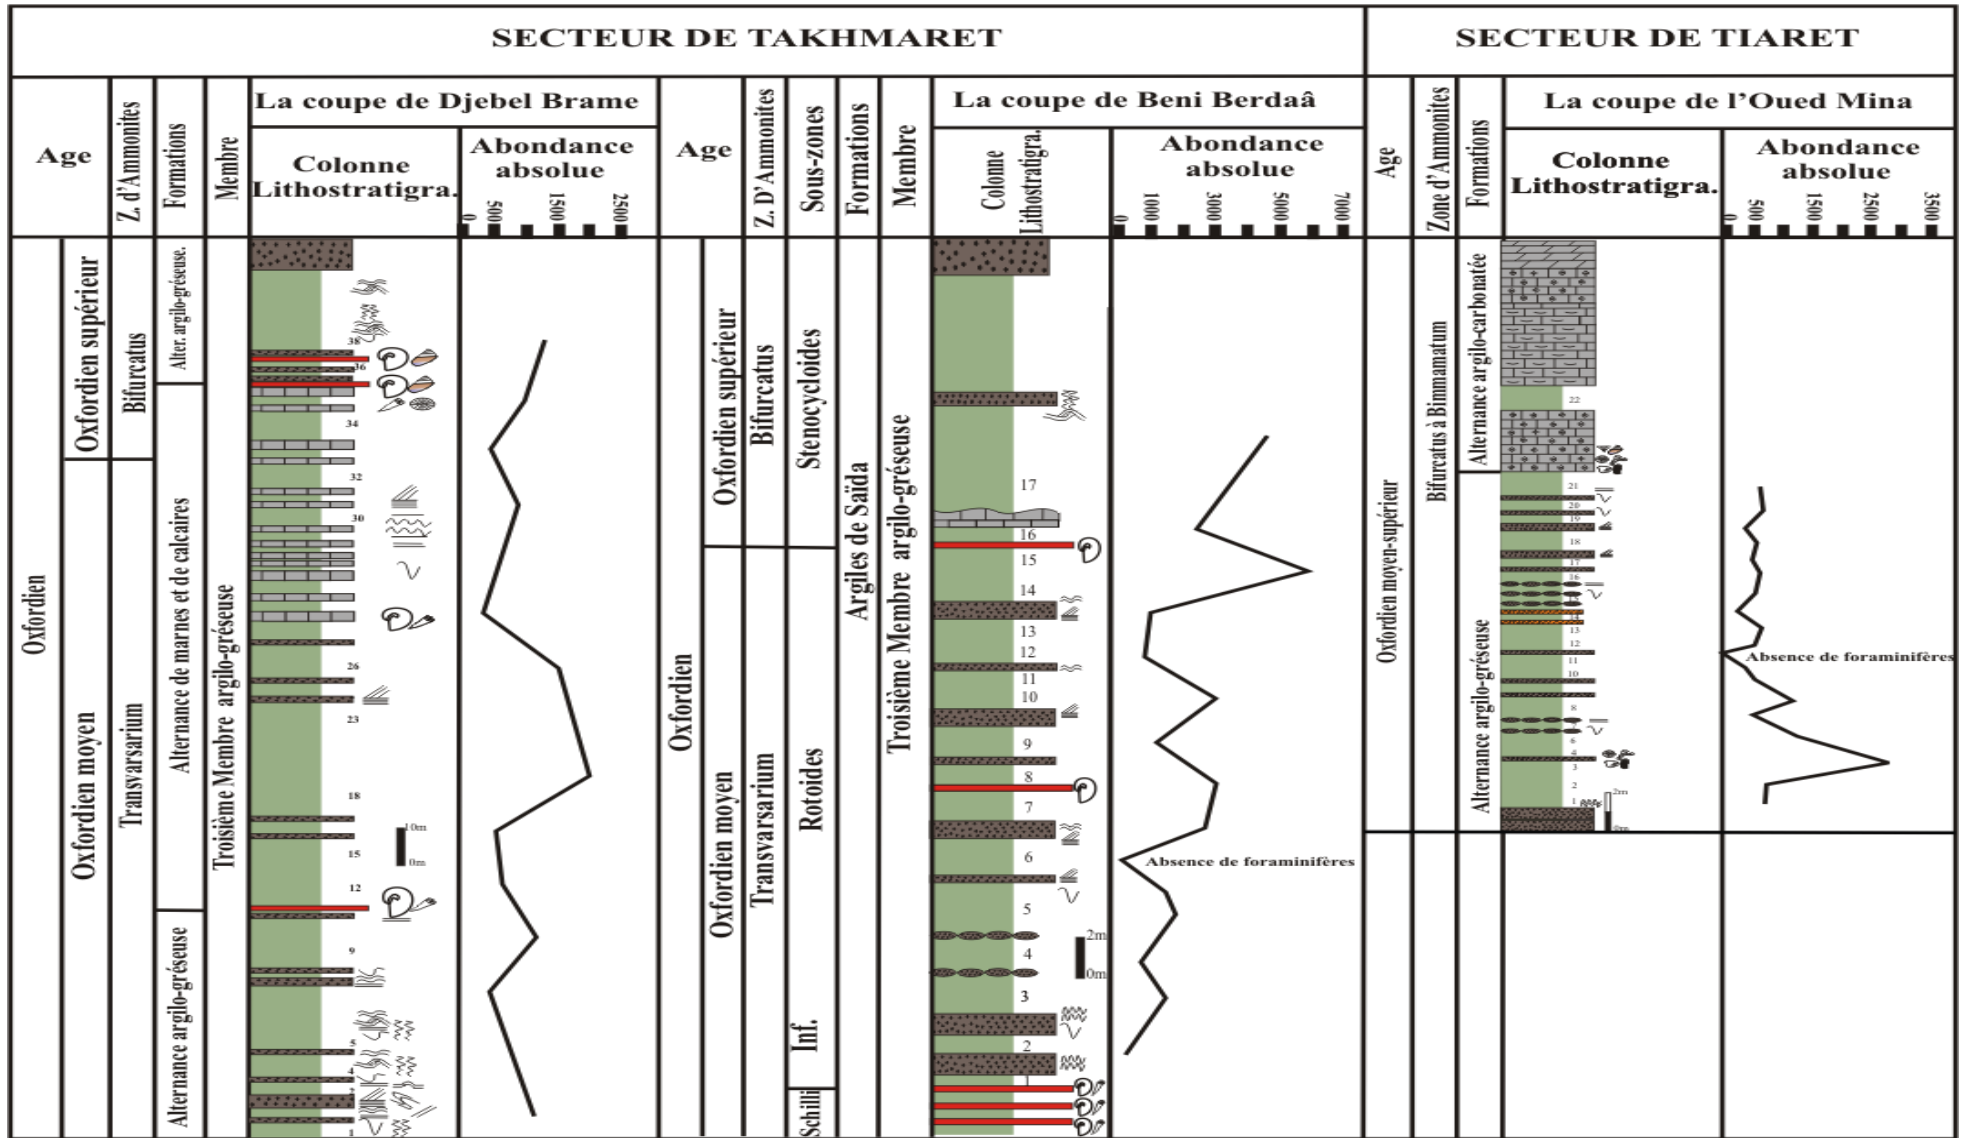 SECTEUR DE TAKHMARET
SECTEUR DE TIARET
Age
Z. d'Ammonites
Formations
Membre
La coupe de Djebel Brame
Colonne
Lithostratigra.
Abondance
absolue
0
500
1500
2500
Age
Z. D'Ammonites
Sous-zones
Formations
Membre
La coupe de Beni Berdaâ
Colonne
Lithostratigra.
Abondance
absolue
0
1000
3000
5000
7000
Age
Zone d'Ammonites
Formations
La coupe de l'Oued Mina
Colonne
Lithostratigra.
Abondance
absolue
0
500
1500
2500
3500
Oxfordien
Oxfordien supérieur
Oxfordien moyen
Bifurcatus
Transvarsarium
Alter. argilo-gréseuse.
Alternance de marnes et de calcaires
Alternance argilo-gréseuse
Troisième Membre argilo-gréseuse
38
36
34
32
30
26
23
18
10m
0m
15
12
9
5
4
2
1
Oxfordien
Oxfordien supérieur
Oxfordien moyen
Bifurcatus
Transvarsarium
Stenocycloides
Rotoides
Inf.
Schilli
Argiles de Saïda
Troisième Membre argilo-gréseuse
17
16
15
14
13
12
11
10
9
8
7
6
5
4
2m
0m
3
2
1
Absence de foraminifères
Oxfordien moyen-supérieur
Bifurcatus à Bimmamatum
Alternance argilo-carbonatée
Alternance argilo-gréseuse
22
21
20
19
18
17
16
15
14
13
12
11
10
8
7
6
4
3
2
1
2m
0m
Absence de foraminifères